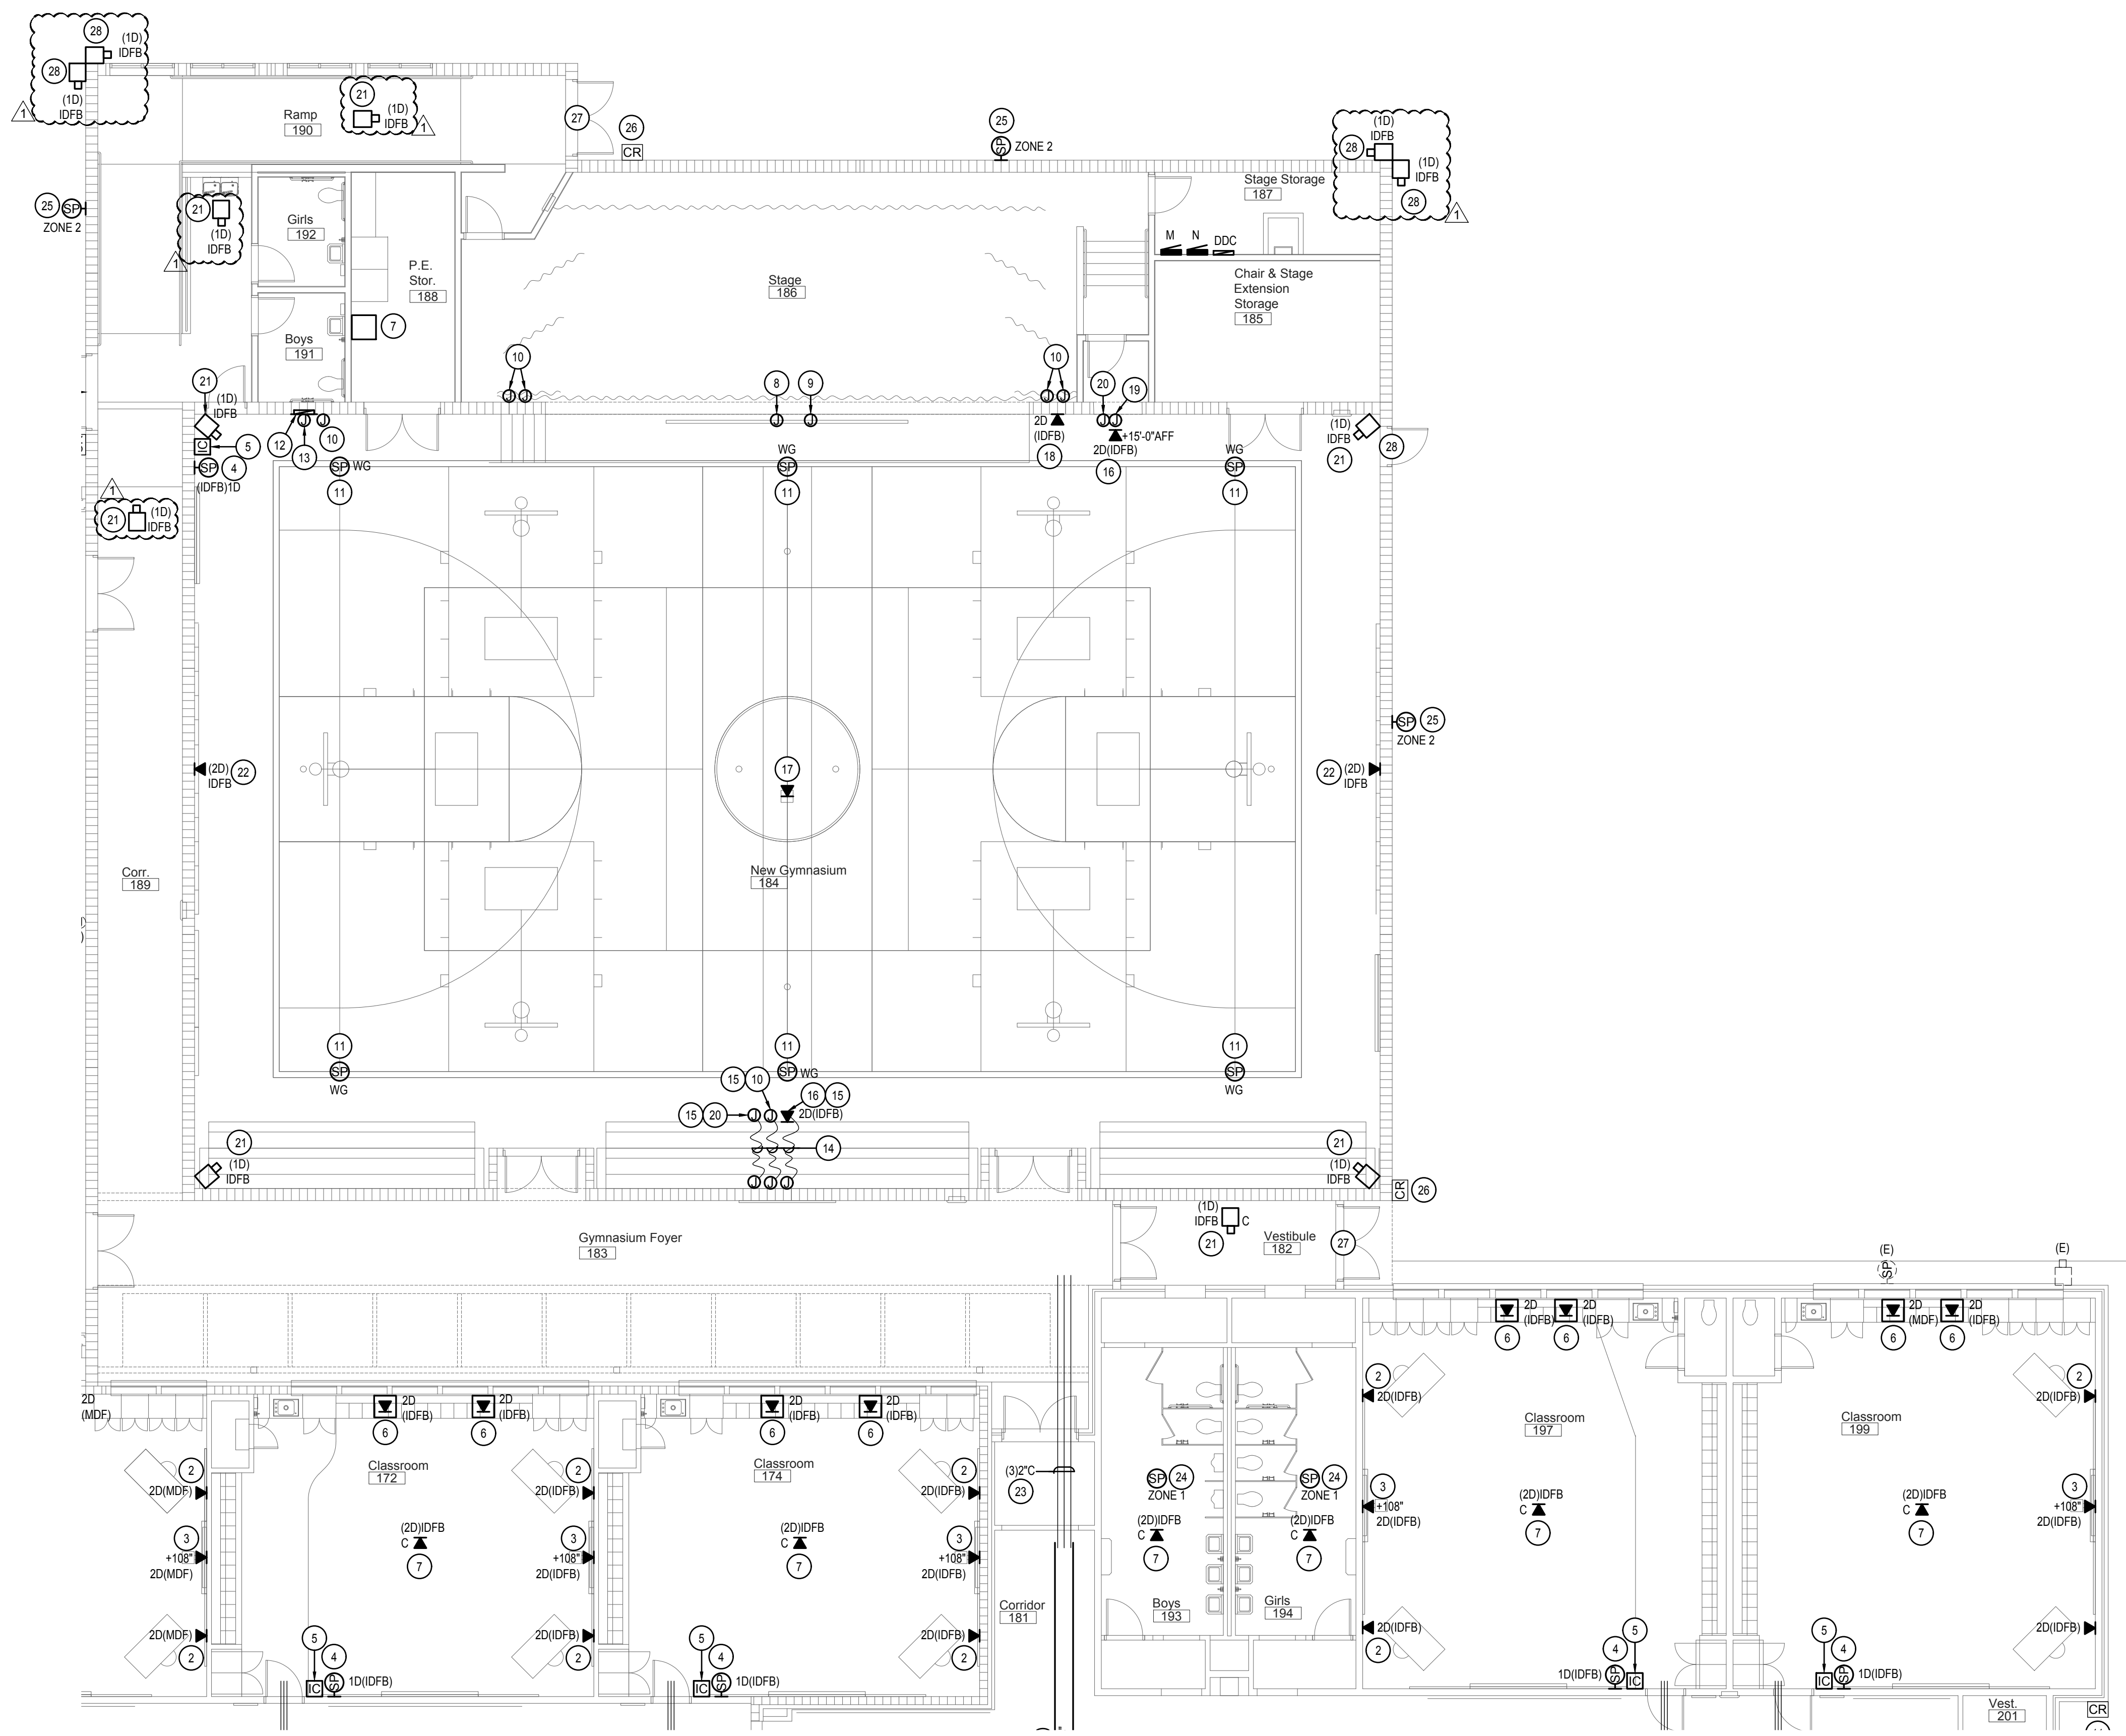 28
(1D)
IDFB
28
(1D)
IDFB
1
21
(1D)
IDFB
1
Ramp
190
27
26
CR
25
SP
ZONE 2
(1D)
IDFB
28
(1D)
IDFB
28
1
25
SP
ZONE 2
21
(1D)
IDFB
1
Girls
192
P.E.
Stor.
188
Boys
191
7
Stage
186
Stage Storage
187
M
N
DDC
Chair & Stage
Extension
Storage
185
10
J
J
8
J
9
J
10
J
J
20
J
19
J
21
(1D)
IDFB
IC
5
SP
4
(IDFB)1D
12
J
13
J
10
2D
(IDFB)
18
+15'-0"AFF
2D(IDFB)
16
(1D)
IDFB
21
28
SP
WG
11
WG
SP
11
WG
SP
11
1
21
(1D)
IDFB
(2D)
IDFB
22
17
22
(2D)
IDFB
SP
25
ZONE 2
Corr.
189
New Gymnasium
184
11
SP
WG
11
SP
WG
11
SP
WG
15
10
16
15
15
20
J
J
2D(IDFB)
14
J
J
J
21
(1D)
IDFB
21
(1D)
IDFB
CR
26
Gymnasium Foyer
183
(1D)
IDFB
C
21
Vestibule
182
27
(E)
SP
(E)
2D
(IDFB)
6
2D
(IDFB)
6
2D
(MDF)
6
2D
(IDFB)
6
2D
(MDF)
2D
(IDFB)
6
2D
(IDFB)
6
2D
(IDFB)
6
2D
(IDFB)
6
2
2D(IDFB)
2
2D(IDFB)
Classroom
197
Classroom
199
Classroom
172
Classroom
174
2
2D(MDF)
2
2D(IDFB)
2
2D(IDFB)
(3)2"C
23
SP
24
ZONE 1
SP
24
ZONE 1
3
+108"
2D(IDFB)
3
+108"
2D(IDFB)
(2D)IDFB
C
7
(2D)IDFB
C
7
3
+108"
2D(MDF)
(2D)IDFB
C
7
3
+108"
2D(IDFB)
(2D)IDFB
C
7
3
+108"
2D(IDFB)
(2D)IDFB
C
7
(2D)IDFB
C
7
Corridor
181
Boys
193
Girls
194
2D(MDF)
2
2D(IDFB)
2
2D(IDFB)
2
2D(IDFB)
2
2D(IDFB)
5
4
IC
SP
1D(IDFB)
5
4
IC
SP
1D(IDFB)
5
4
1D(IDFB)
SP
IC
5
4
IC
SP
1D(IDFB)
Vest.
201
CR